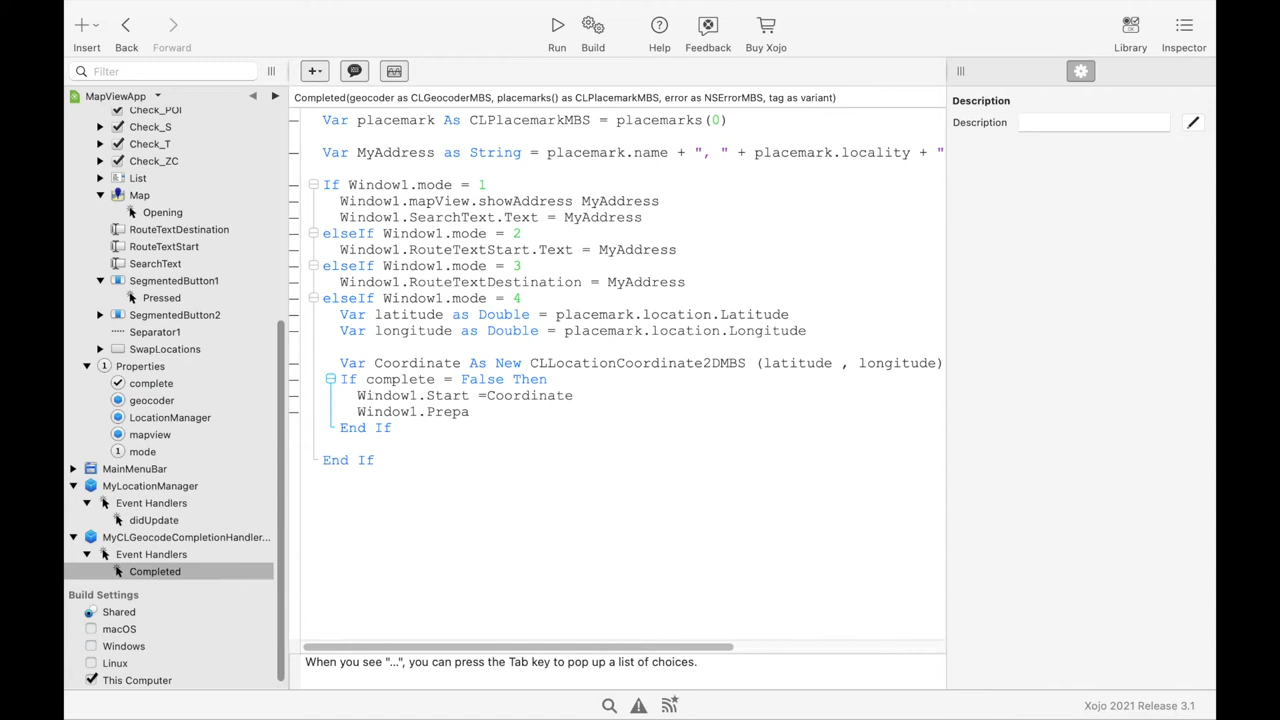 Insert
Back
Forward
Run
Build
Help
Feedback
Buy Xojo
Library
Inspector
Filter
MapViewApp
Check_POI
Check_S
Check_T
Check_ZC
List
Map
Opening
RouteTextDestination
RouteTextStart
SearchText
SegmentedButton1
Pressed
SegmentedButton2
Separator1
SwapLocations
Properties
complete
geocoder
LocationManager
mapview
mode
MainMenuBar
MyLocationManager
Event Handlers
didUpdate
MyCLGeocodeCompletionHandler...
Event Handlers
Completed
Build Settings
Shared
macOS
Windows
Linux
This Computer
Completed(geocoder as CLGeocoderMBS, placemarks() as CLPlacemarkMBS, error as NSErrorMBS, tag as variant)
Var placemark As CLPlacemarkMBS = placemarks(0)
Var MyAddress as String = placemark.name + ", " + placemark.locality + "
If Window1.mode = 1
Window1.mapView.showAddress MyAddress
Window1.SearchText.Text = MyAddress
elseIf Window1.mode = 2
Window1.RouteTextStart.Text = MyAddress
elseIf Window1.mode = 3
Window1.RouteTextDestination = MyAddress
elseIf Window1.mode = 4
Var latitude as Double = placemark.location.Latitude
Var longitude as Double = placemark.location.Longitude
Var Coordinate As New CLLocationCoordinate2DMBS (latitude , longitude)
If complete = False Then
Window1.Start =Coordinate
Window1.Prepa
End If
End If
When you see "...", you can press the Tab key to pop up a list of choices.
Description
Description
Xojo 2021 Release 3.1